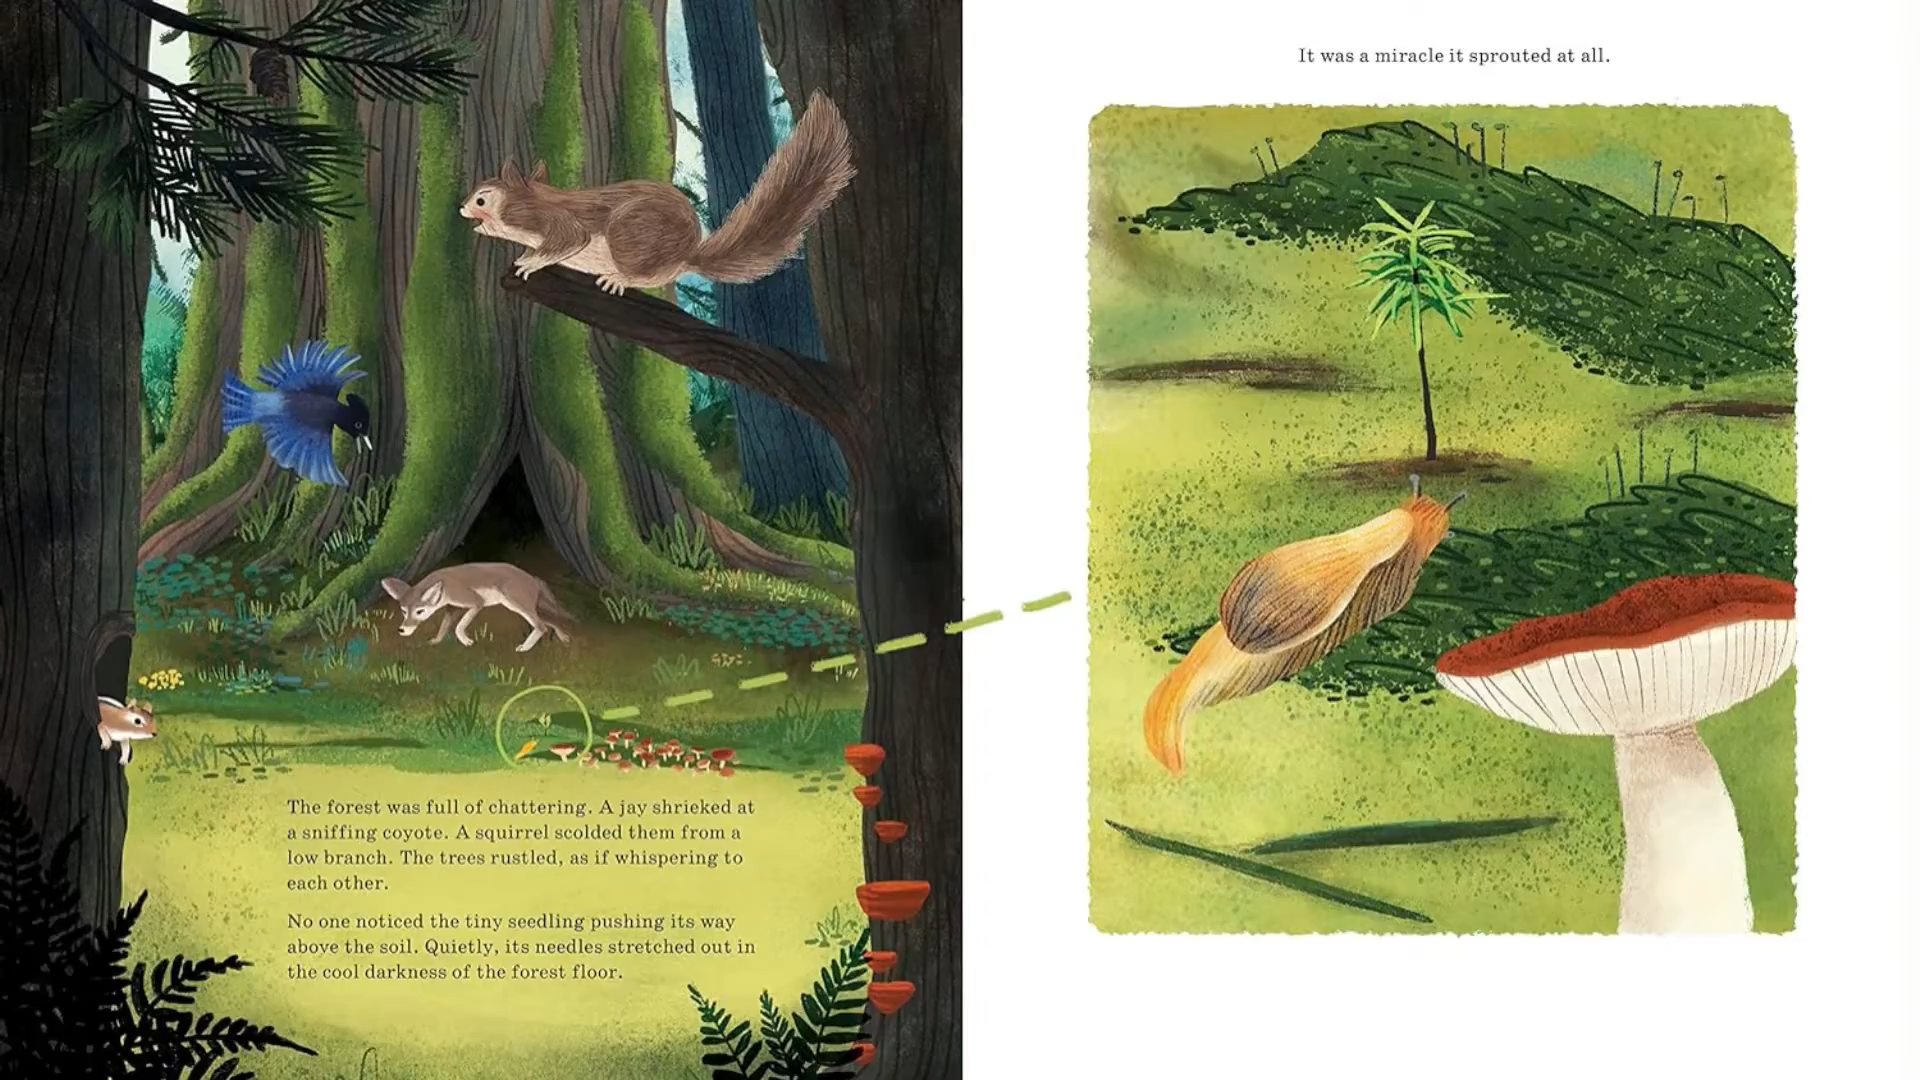 The forest was full of chattering. A jay shrieked at
a sniffing coyote. A squirrel scolded them from a
low branch. The trees rustled, as if whispering to
each other.
No one noticed the tiny seedling pushing its way
above the soil. Quietly, its needles stretched out in
the cool darkness of the forest floor.
It was a miracle it sprouted at all.